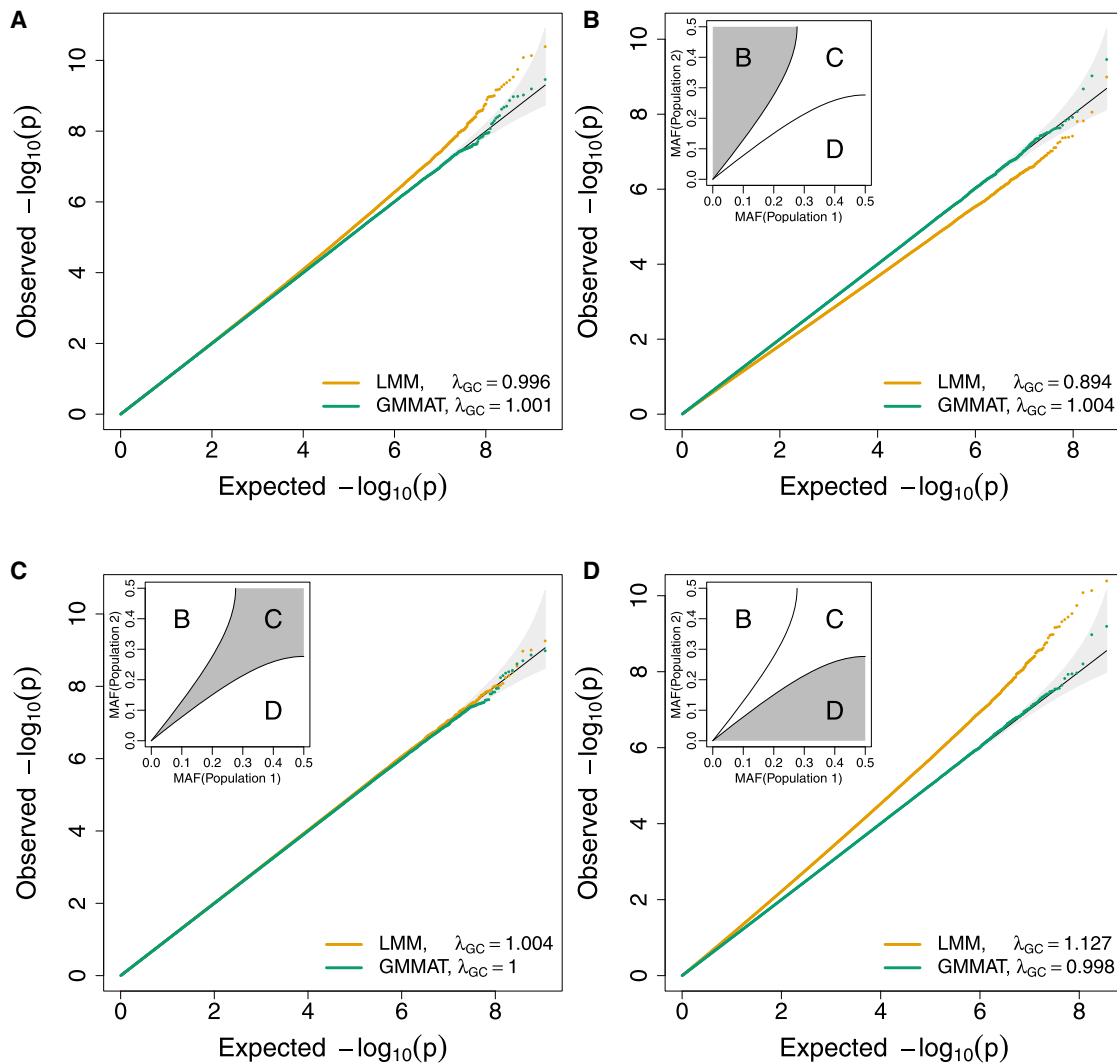 A
Observed −log₁₀(p)
10
8
6
4
2
0
LMM, λGC = 0.996
GMMAT, λGC = 1.001
0 2 4 6 8
Expected −log₁₀(p)
B
Observed −log₁₀(p)
10
8
6
4
2
0
MAF(Population 2)
0.5
0.4
0.3
0.2
0.1
0.0
B
C
D
0.0 0.1 0.2 0.3 0.4 0.5
MAF(Population 1)
LMM, λGC = 0.894
GMMAT, λGC = 1.004
0 2 4 6 8
Expected −log₁₀(p)
C
Observed −log₁₀(p)
10
8
6
4
2
0
MAF(Population 2)
0.5
0.4
0.3
0.2
0.1
0.0
B
C
D
0.0 0.1 0.2 0.3 0.4 0.5
MAF(Population 1)
LMM, λGC = 1.004
GMMAT, λGC = 1
0 2 4 6 8
Expected −log₁₀(p)
D
Observed −log₁₀(p)
10
8
6
4
2
0
MAF(Population 2)
0.5
0.4
0.3
0.2
0.1
0.0
B
C
D
0.0 0.1 0.2 0.3 0.4 0.5
MAF(Population 1)
LMM, λGC = 1.127
GMMAT, λGC = 0.998
0 2 4 6 8
Expected −log₁₀(p)